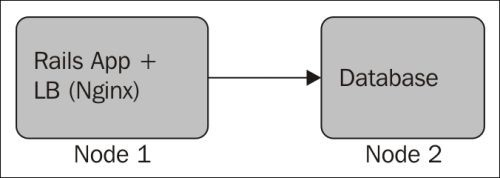 Rails App +
LB (Nginx)
Database
Node 1
Node 2